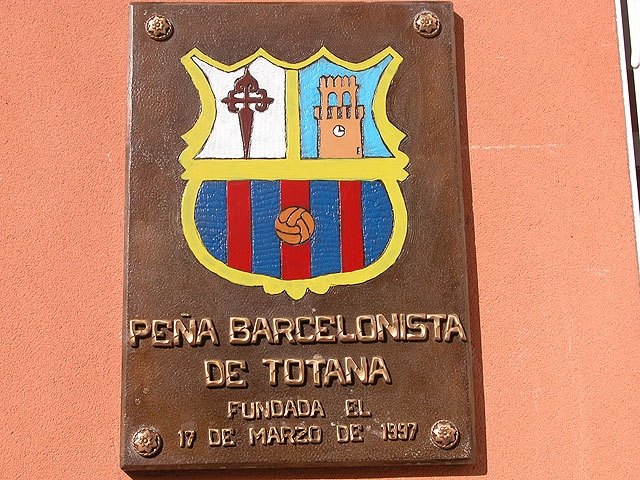 PEÑA BARCELONISTA
DE TOTANA
FUNDADA EL
17 DE MARZO DE 1997